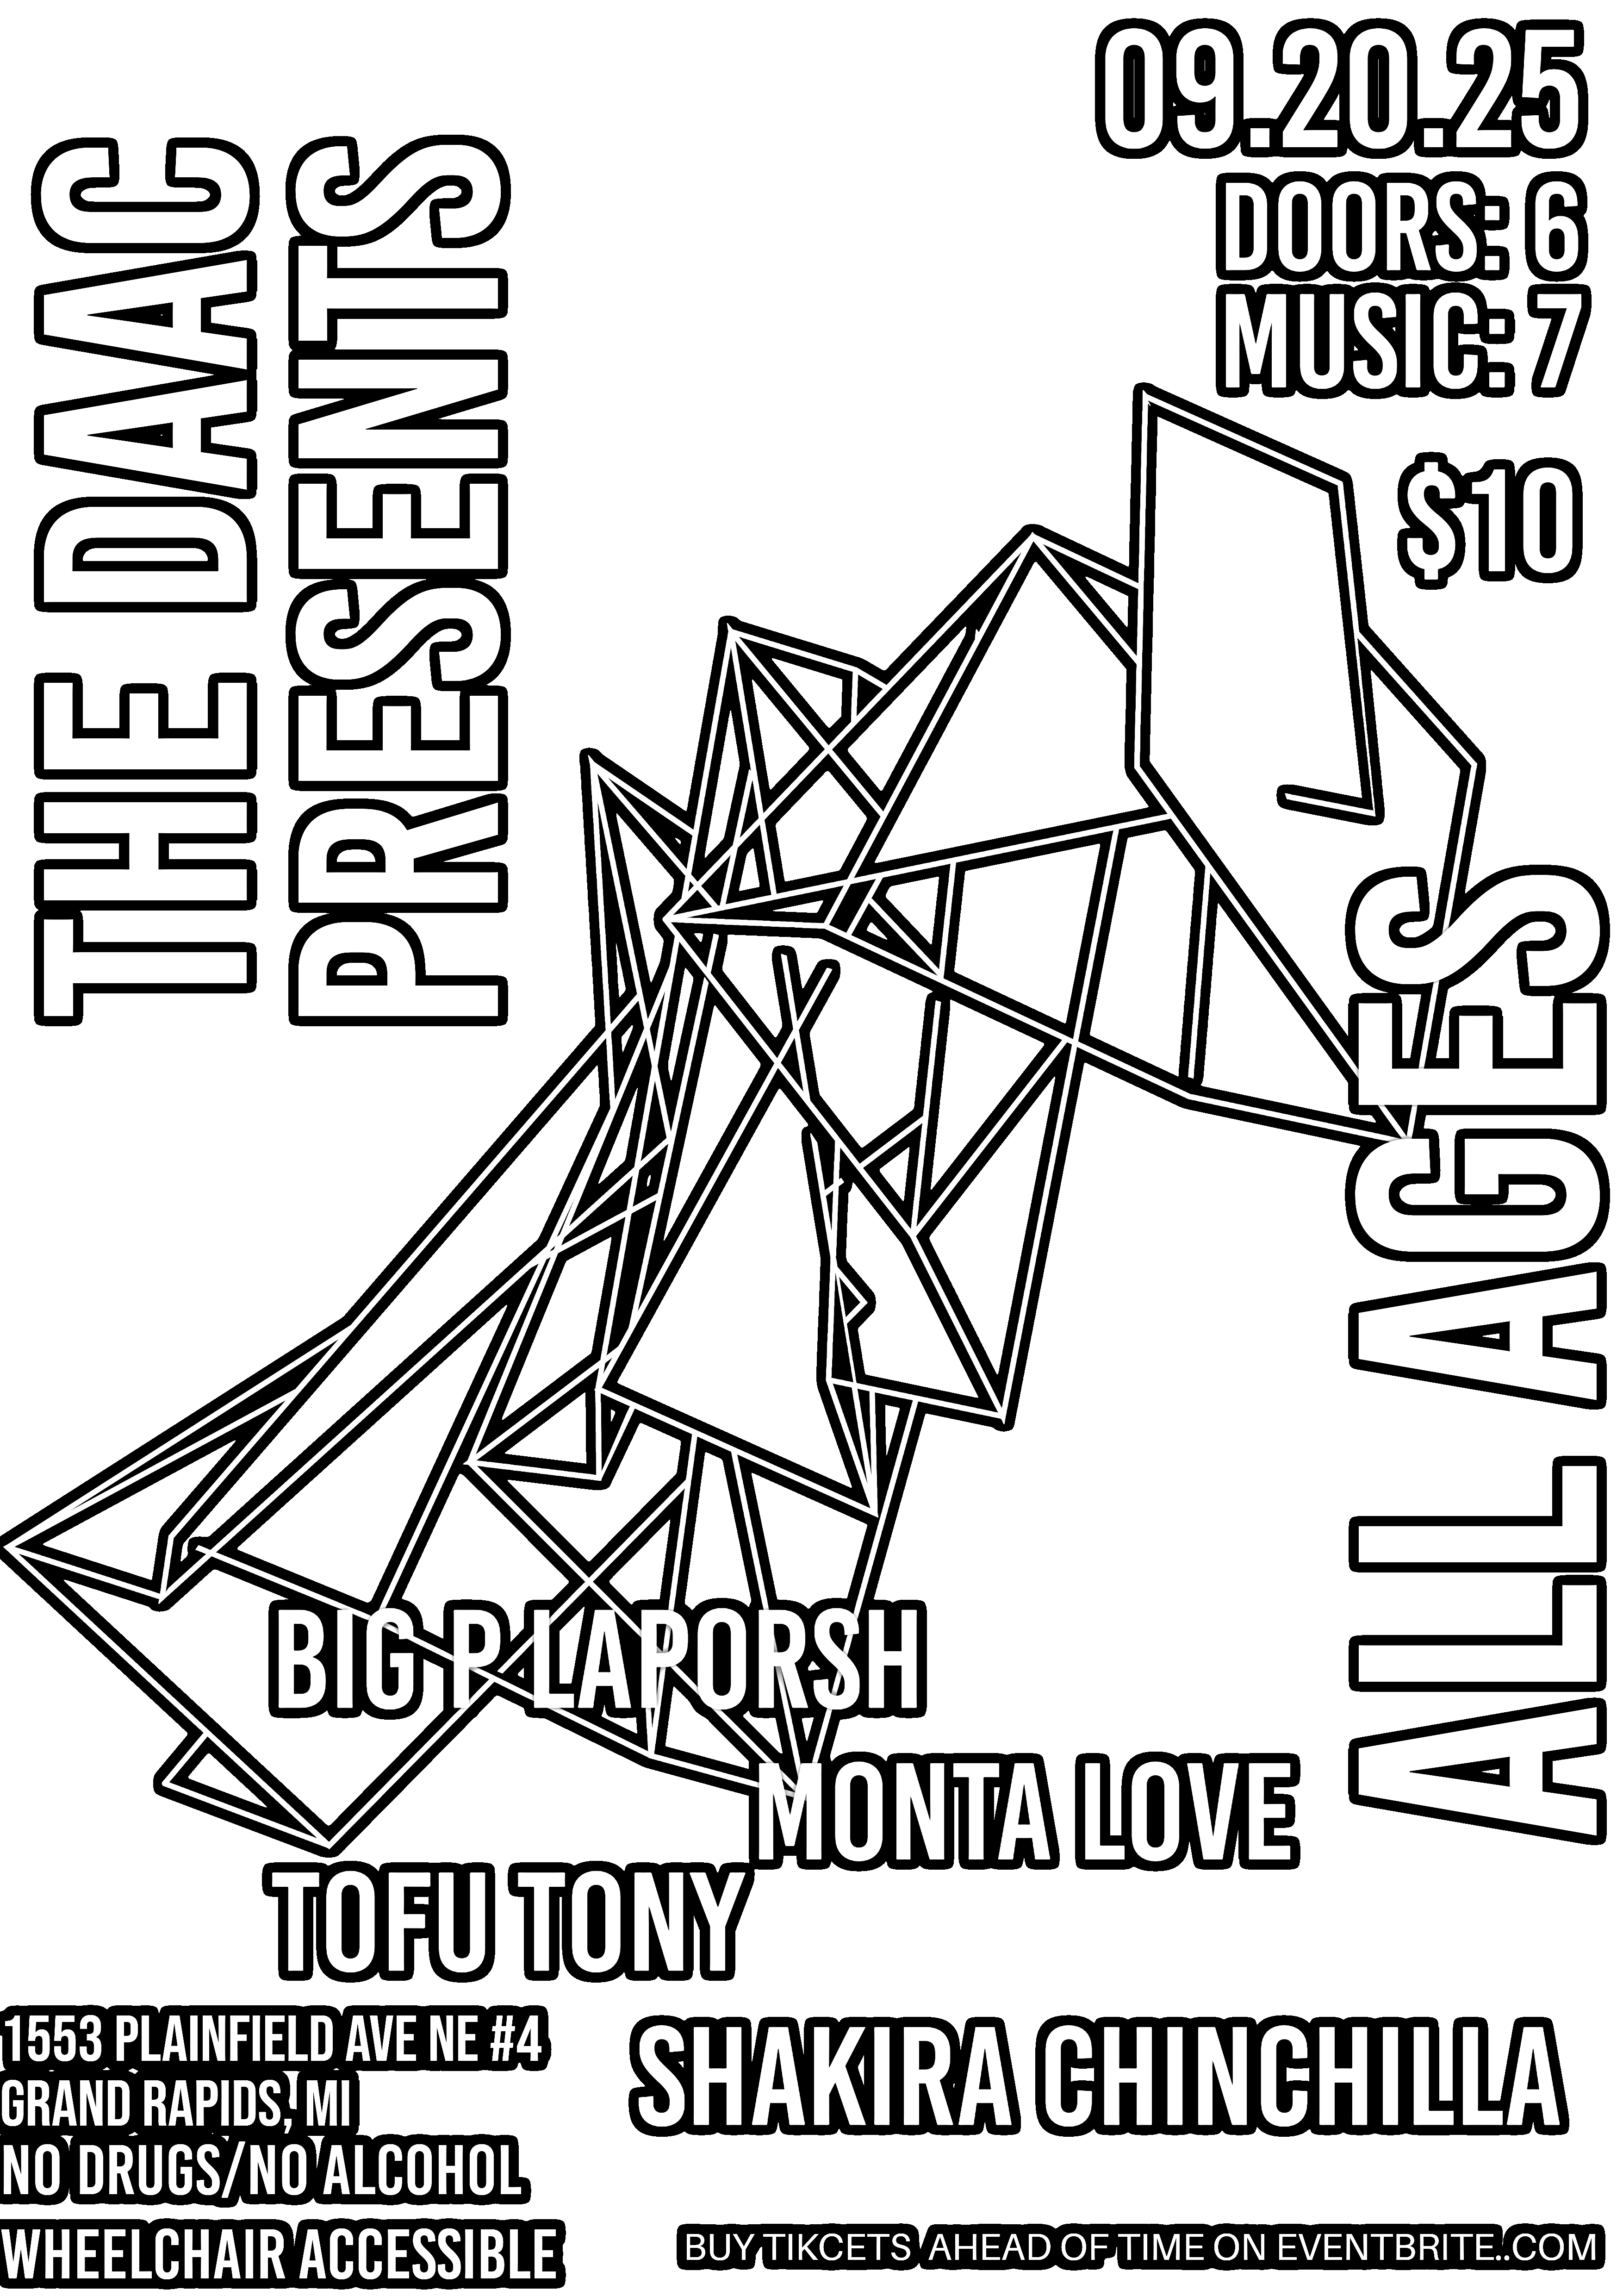 THE DAAC
PRESENTS
09.20.25
DOORS: 6
MUSIC: 7
$10
ALL AGES
BIG P LAPORSH
MONTA LOVE
TOFU TONY
SHAKIRA CHINCHILLA
1553 PLAINFIELD AVE NE #4
GRAND RAPIDS, MI
NO DRUGS/NO ALCOHOL
WHEELCHAIR ACCESSIBLE
BUY TIKCETS AHEAD OF TIME ON EVENTBRITE..COM